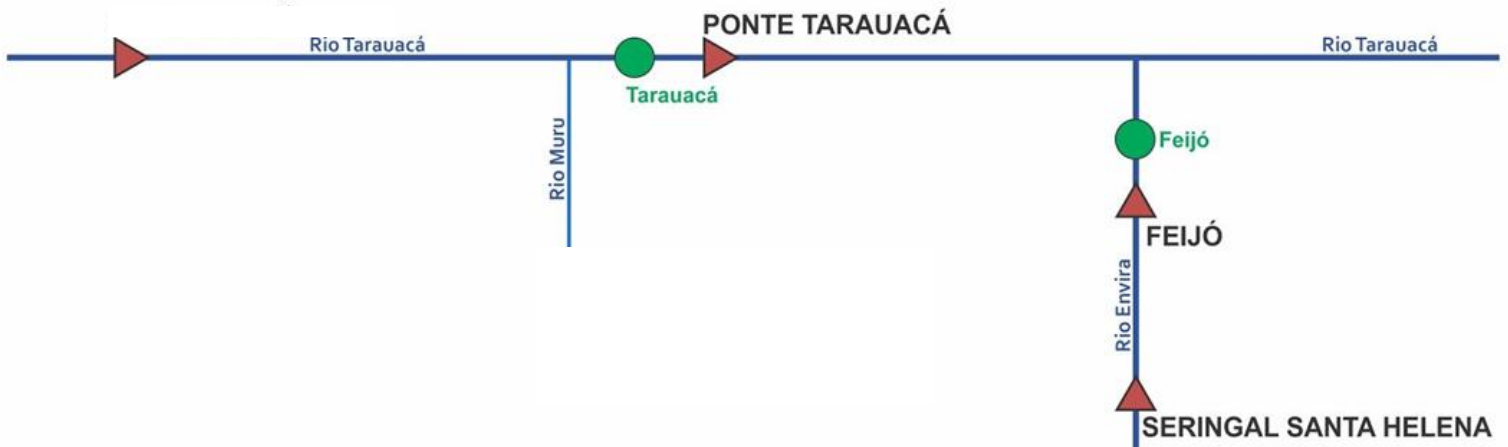 PONTE TARAUACÁ
Rio Tarauacá
Rio Tarauacá
Tarauacá
Rio Muru
Feijó
FEIJÓ
Rio Envira
SERINGAL SANTA HELENA